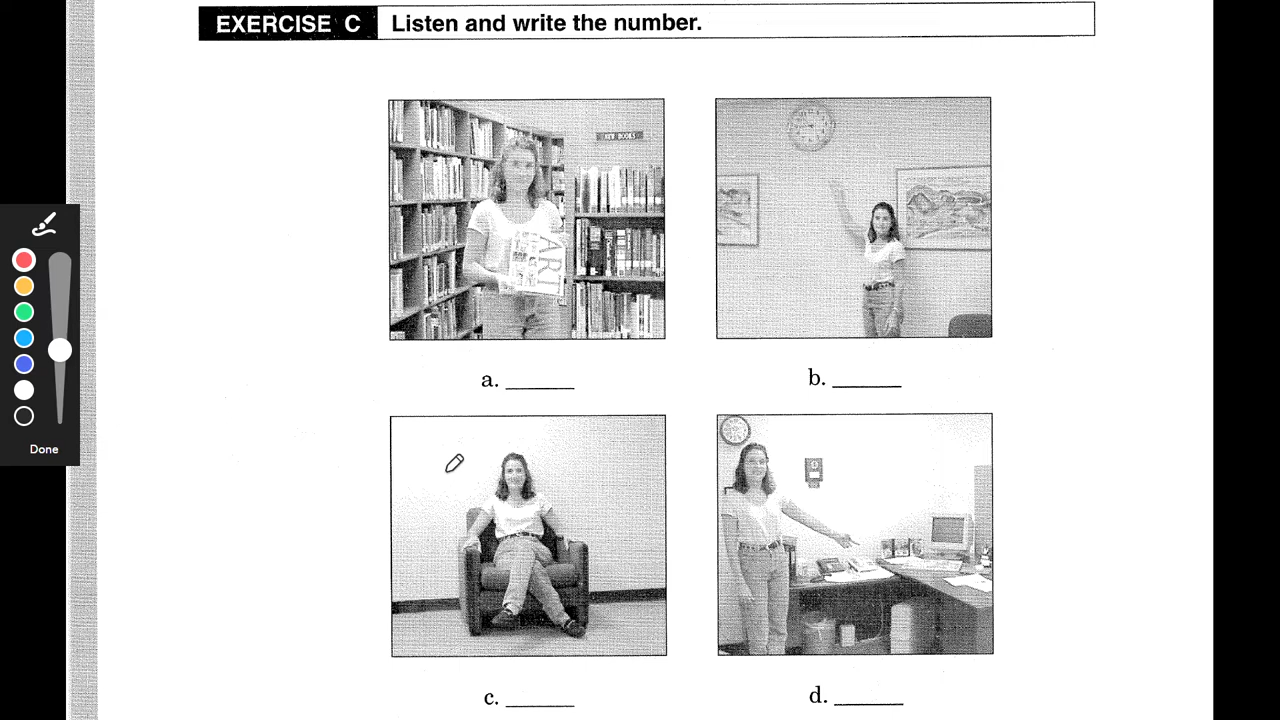 EXERCISE C Listen and write the number.
NEW BOOKS
ART
a. ______
b. ______
c. ______
d. ______
Done